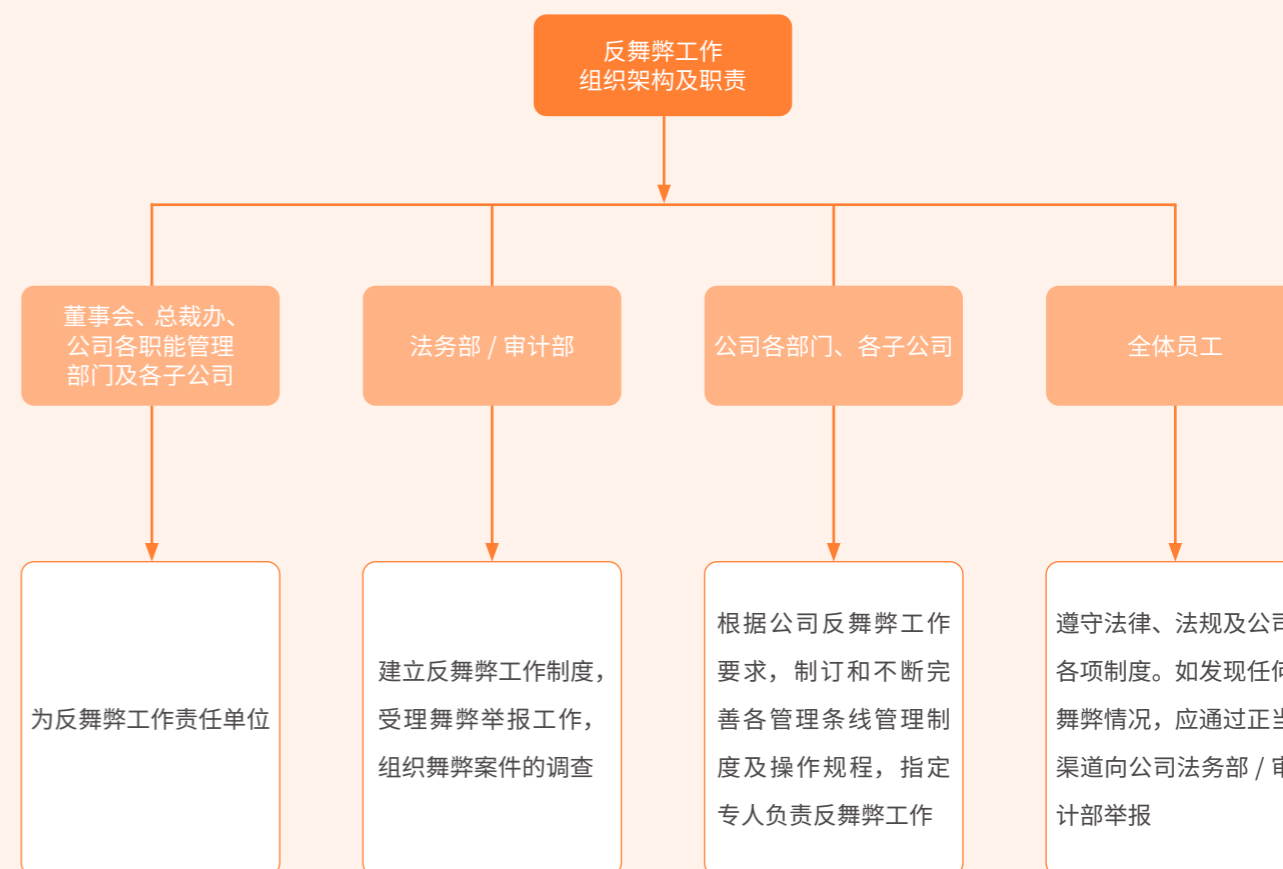 反舞弊工作
组织架构及职责
董事会、总裁办、
公司各职能管理
部门及各子公司
法务部 / 审计部
公司各部门、各子公司
全体员工
为反舞弊工作责任单位
建立反舞弊工作制度，
受理舞弊举报工作，
组织舞弊案件的调查
根据公司反舞弊工作
要求，制订和不断完
善各管理条线管理制
度及操作规程，指定
专人负责反舞弊工作
遵守法律、法规及公司
各项制度。如发现任何
舞弊情况，应通过正当
渠道向公司法务部 / 审
计部举报